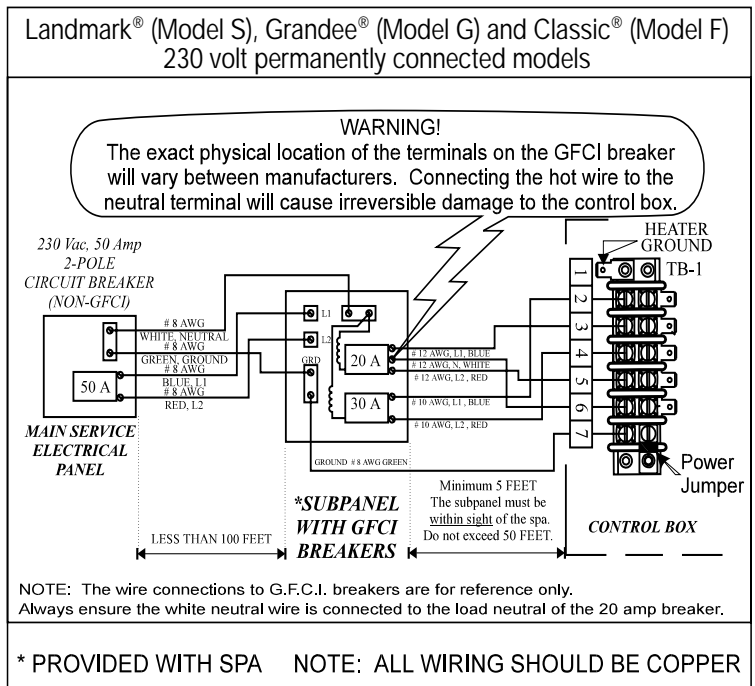 Landmark® (Model S), Grandee® (Model G) and Classic® (Model F)
230 volt permanently connected models
WARNING!
The exact physical location of the terminals on the GFCI breaker
will vary between manufacturers. Connecting the hot wire to the
neutral terminal will cause irreversible damage to the control box.
HEATER
GROUND
TB-1
230 Vac, 50 Amp
2-POLE
CIRCUIT BREAKER
(NON-GFCI)
# 8 AWG
WHITE, NEUTRAL
# 8 AWG
GREEN, GROUND
# 8 AWG
BLUE, L1
# 8 AWG
RED, L2
50 A
MAIN SERVICE
ELECTRICAL
PANEL
L1
L2
GRD
20 A
30 A
# 12 AWG, L1, BLUE
# 12 AWG, N, WHITE
# 12 AWG, L2 , RED
# 10 AWG, L1 , BLUE
# 10 AWG, L2 , RED
GROUND # 8 AWG GREEN
1
2
3
4
5
6
7
Power
Jumper
CONTROL BOX
LESS THAN 100 FEET
*SUBPANEL
WITH GFCI
BREAKERS
Minimum 5 FEET
The subpanel must be
within sight of the spa.
Do not exceed 50 FEET.
NOTE: The wire connections to G.F.C.I. breakers are for reference only.
Always ensure the white neutral wire is connected to the load neutral of the 20 amp breaker.
* PROVIDED WITH SPA NOTE: ALL WIRING SHOULD BE COPPER